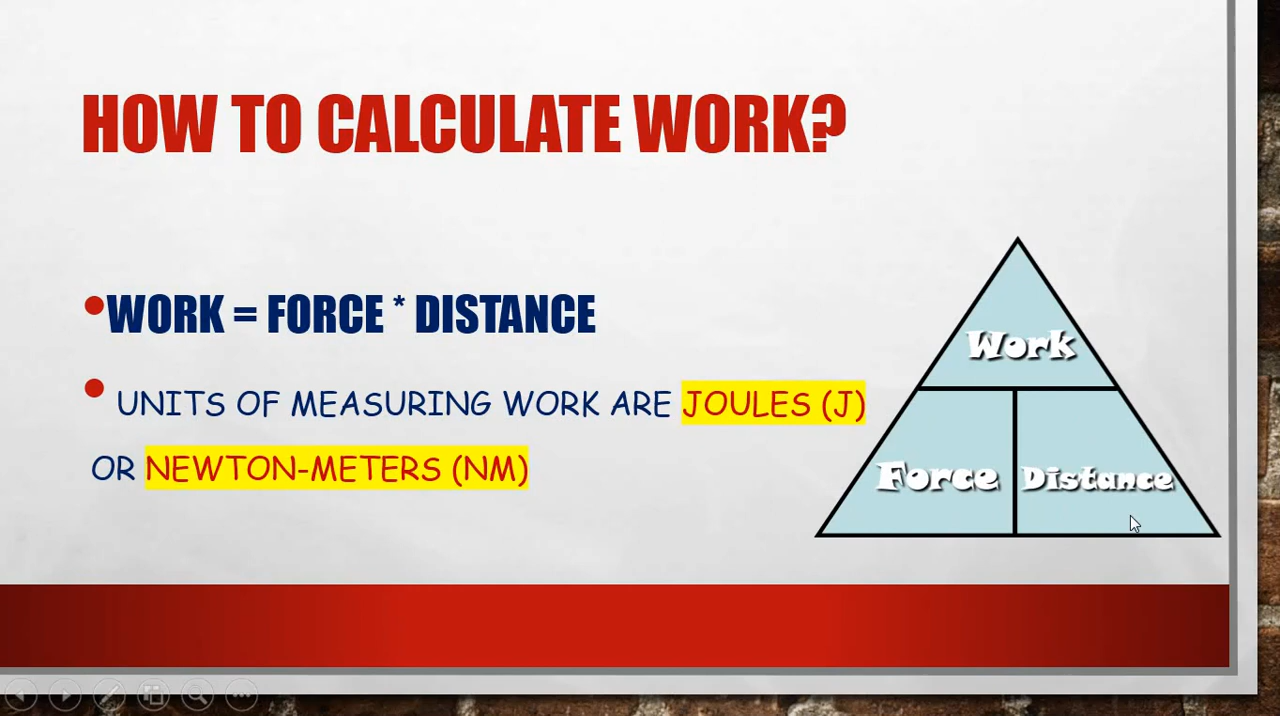 HOW TO CALCULATE WORK?
•WORK = FORCE * DISTANCE
• UNITS OF MEASURING WORK ARE JOULES (J)
OR NEWTON-METERS (NM)
Work
Force Distance